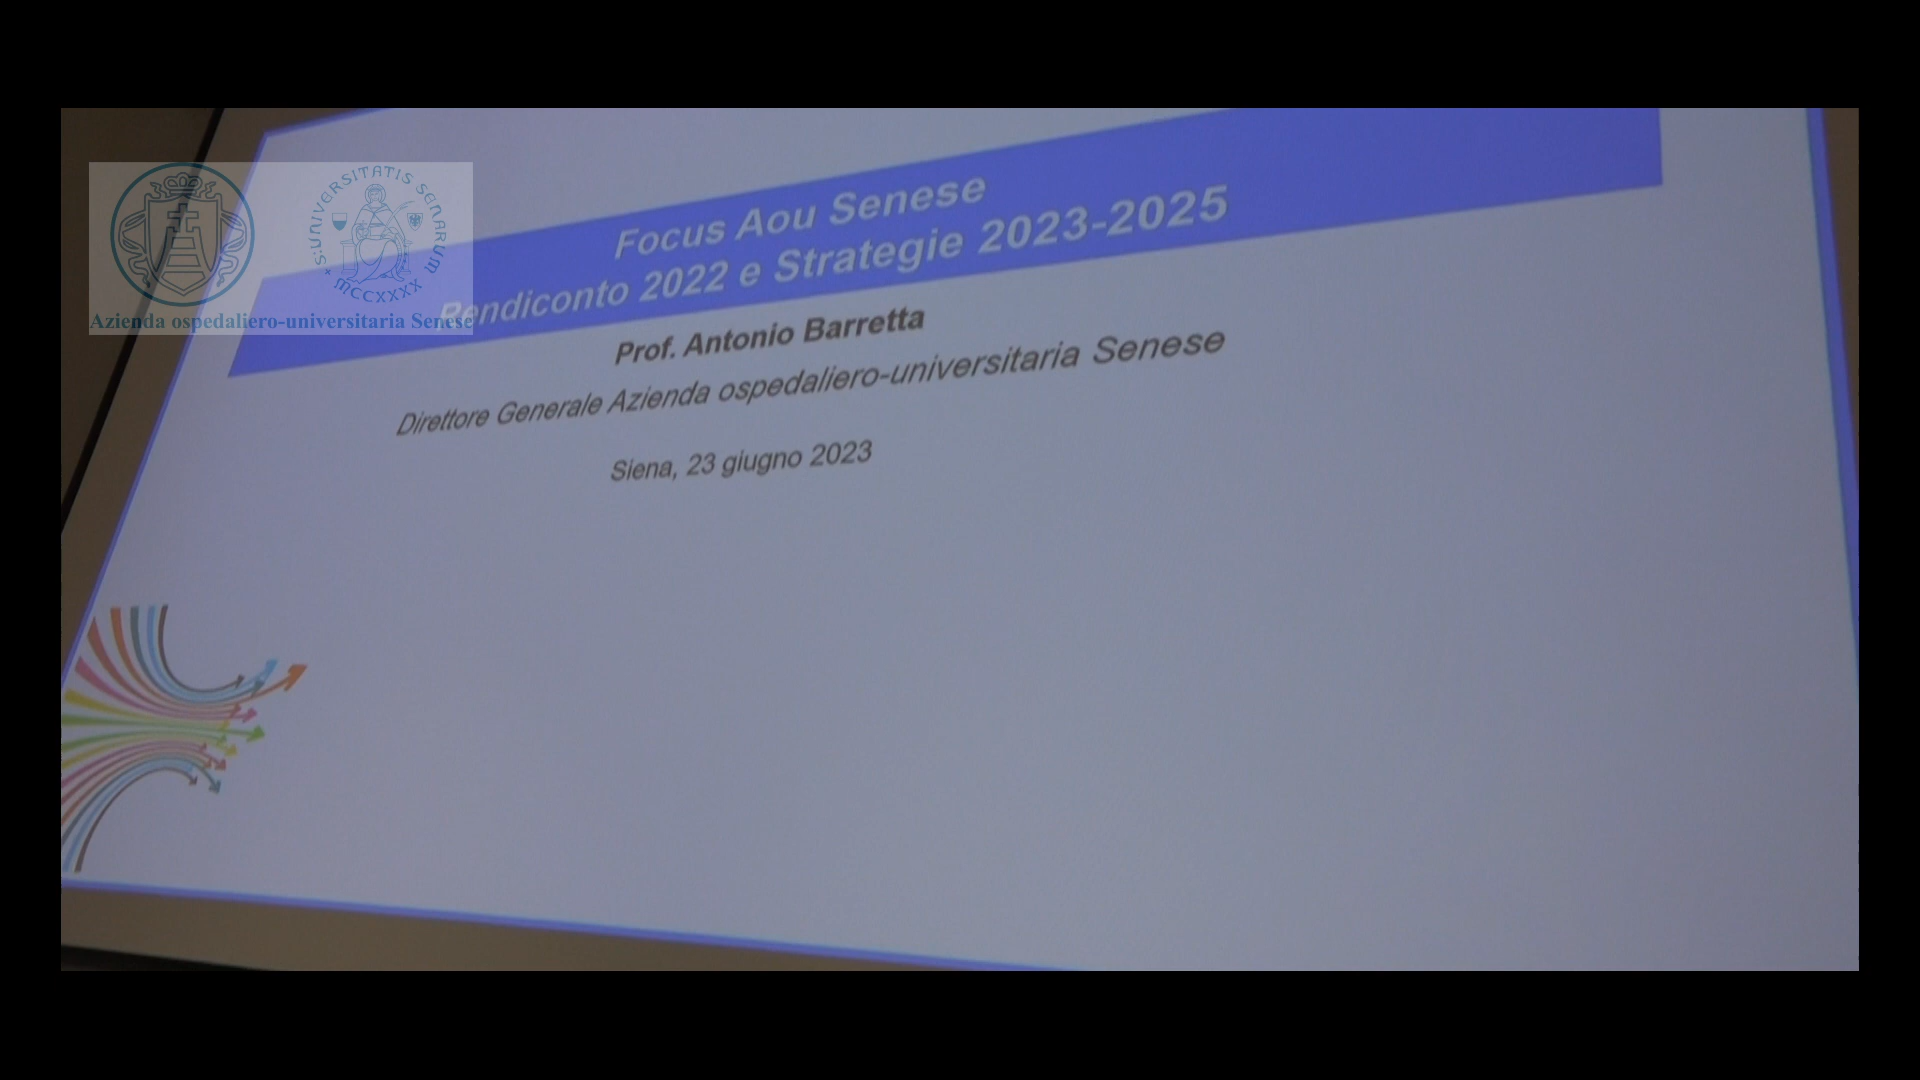 S:UNIVERSITATIS SENARUM
MCCXXXX
Azienda ospedaliero-universitaria Senese
Focus Aou Senese
Rendiconto 2022 e Strategie 2023-2025
Prof. Antonio Barretta
Direttore Generale Azienda ospedaliero-universitaria Senese
Siena, 23 giugno 2023